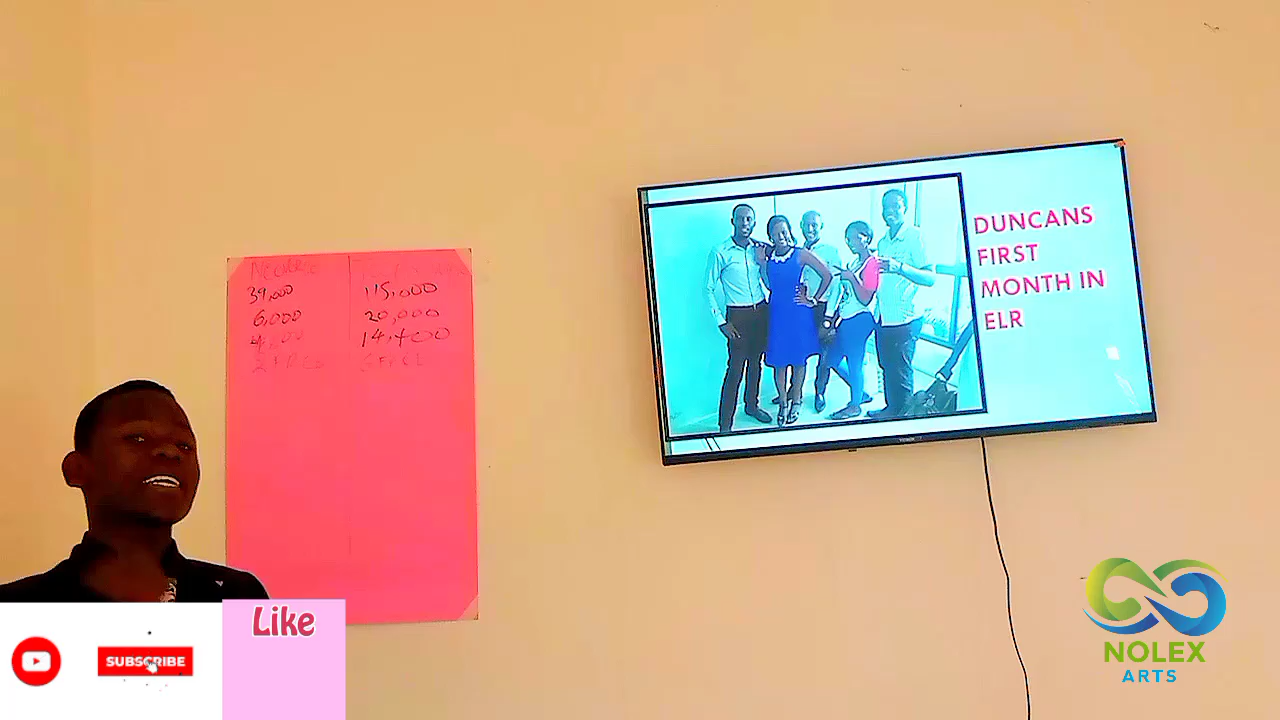 39,000 115,000
6,000 20,000
14,400
DUNCANS
FIRST
MONTH IN
ELR
Like
SUBSCRIBE
NOLEX
ARTS